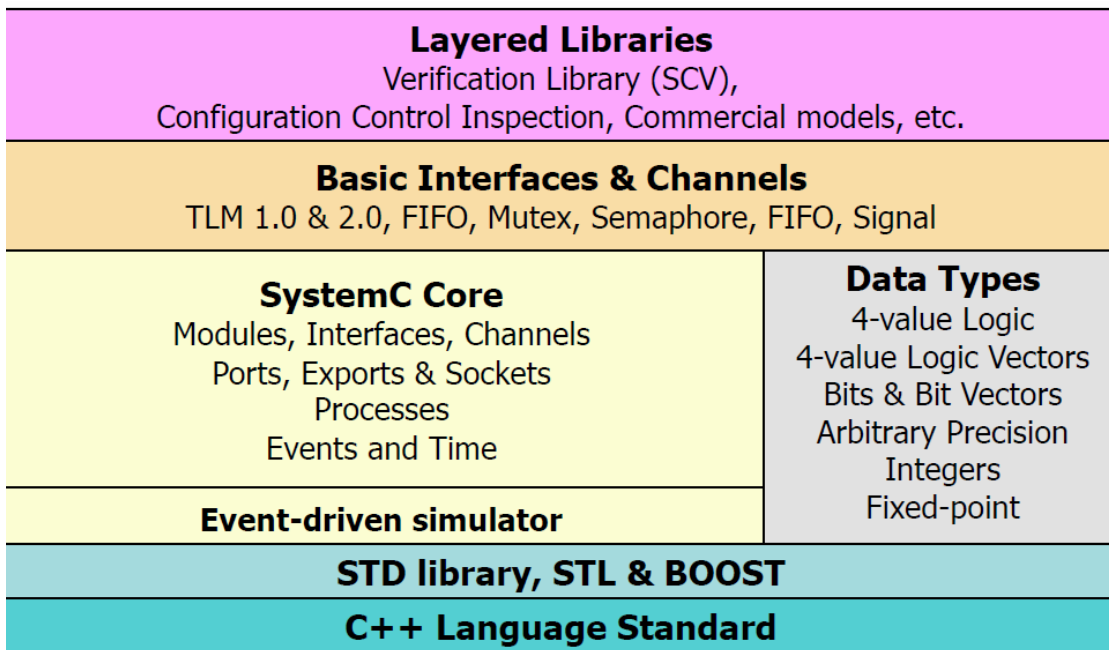 Layered Libraries
Verification Library (SCV),
Configuration Control Inspection, Commercial models, etc.
Basic Interfaces & Channels
TLM 1.0 & 2.0, FIFO, Mutex, Semaphore, FIFO, Signal
SystemC Core
Modules, Interfaces, Channels
Ports, Exports & Sockets
Processes
Events and Time
Event-driven simulator
Data Types
4-value Logic
4-value Logic Vectors
Bits & Bit Vectors
Arbitrary Precision
Integers
Fixed-point
STD library, STL & BOOST
C++ Language Standard